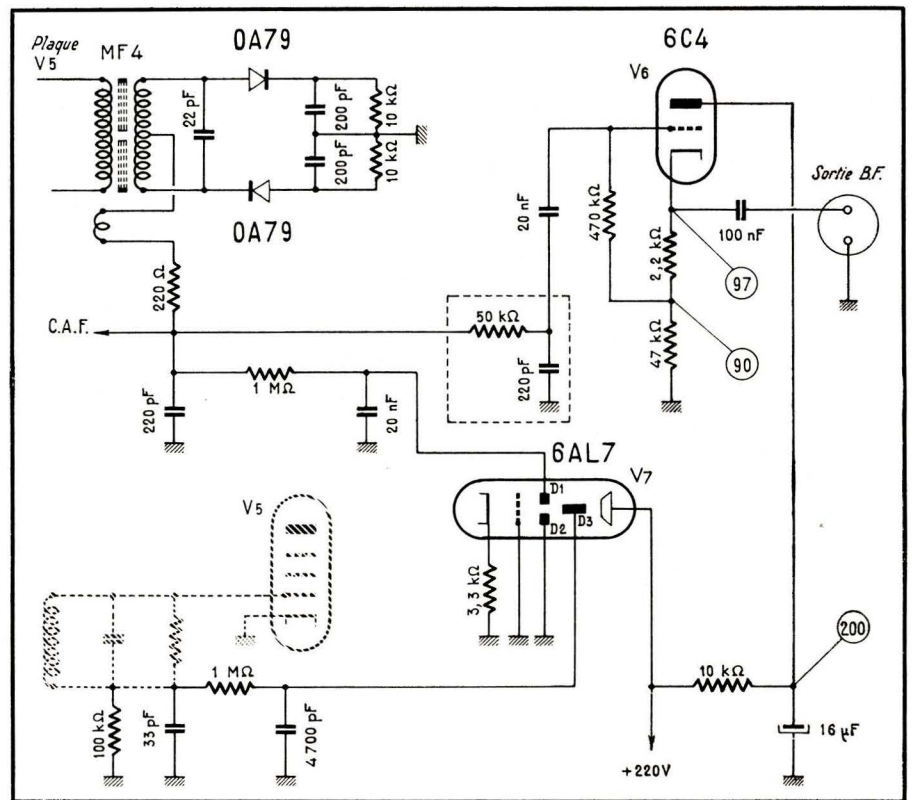 Plaque
V5
MF4
OA79
22 pF
200 pF
10 kΩ
200 pF
10 kΩ
OA79
220 Ω
C.A.F.
220 pF
1 MΩ
20 nF
50 kΩ
220 pF
20 nF
470 kΩ
6C4
V6
2,2 kΩ
47 kΩ
100 nF
97
90
Sortie B.F.
6AL7
V7
D1
D2
D3
3,3 kΩ
V5
1 MΩ
100 kΩ
33 pF
4700 pF
10 kΩ
200
16 µF
+220V